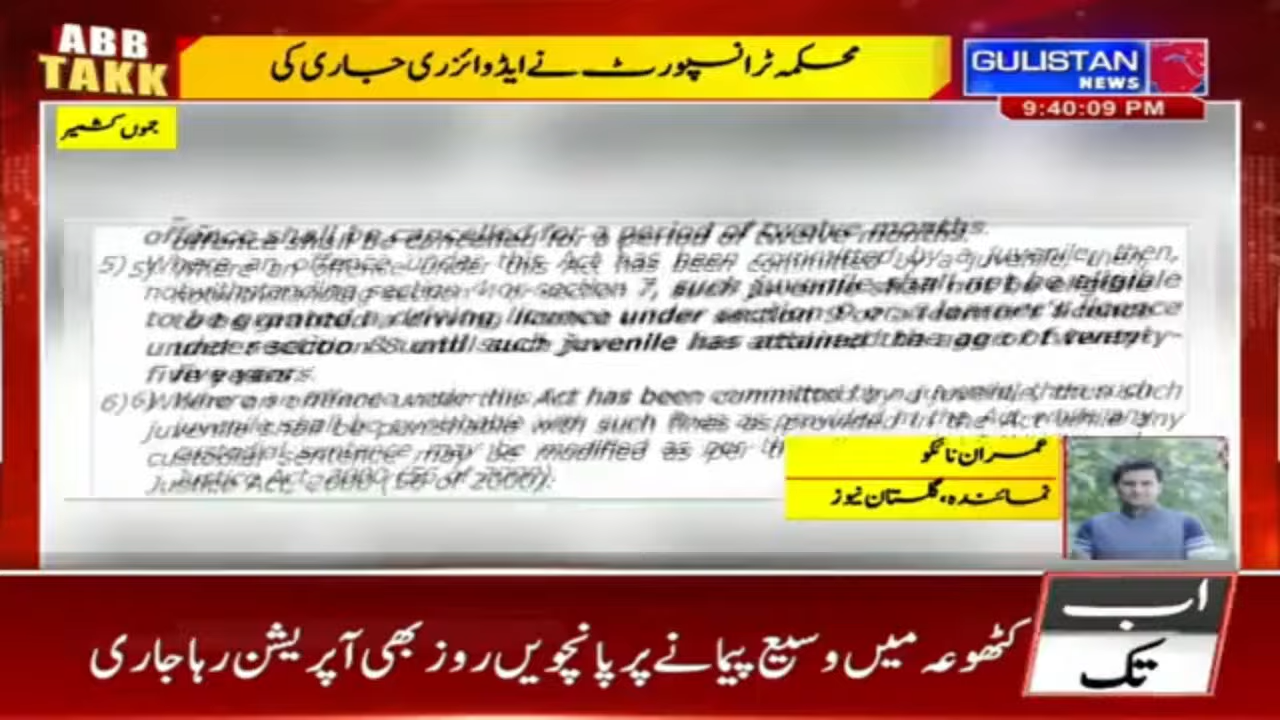 ABB
TAKK
محکمہ ٹرانسپورٹ نے ایڈوائزری جاری کی
GULISTAN
NEWS
9:40:09 PM
جموں کشمیر
offence shall be cancelled for a period of twelve months.
5) Where an offence under this Act has been committed by a juvenile, then,
notwithstanding section 4 or section 7, such juvenile shall not be eligible
to be granted a driving licence under section 9 or a learner's licence
under section 8 until such juvenile has attained the age of twenty-
five years.
6) Where an offence under this Act has been committed by a juvenile, then such
juvenile shall be punishable with such fines as provided in the Act while any
custodial sentence may be modified as per the
Justice Act, 2000 (56 of 2000).
عمران نائکو
نمائندہ، گلستان نیوز
اب
تک
کٹھوعہ میں وسیع پیمانے پر پانچویں روز بھی آپریشن رہا جاری